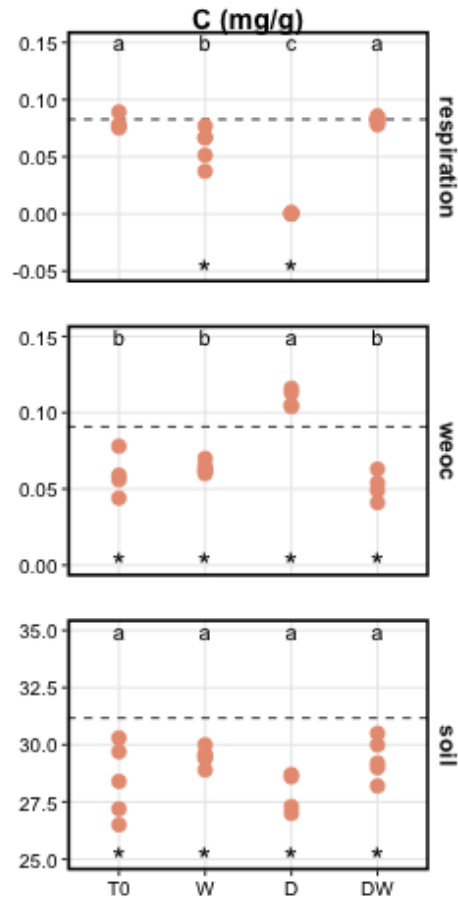 C (mg/g)
0.15
a b c a
0.10
0.05
0.00
-0.05
* *
respiration
0.15
b b a b
0.10
0.05
0.00
* * * *
weoc
35.0
a a a a
32.5
30.0
27.5
25.0
* * * *
soil
T0 W D DW